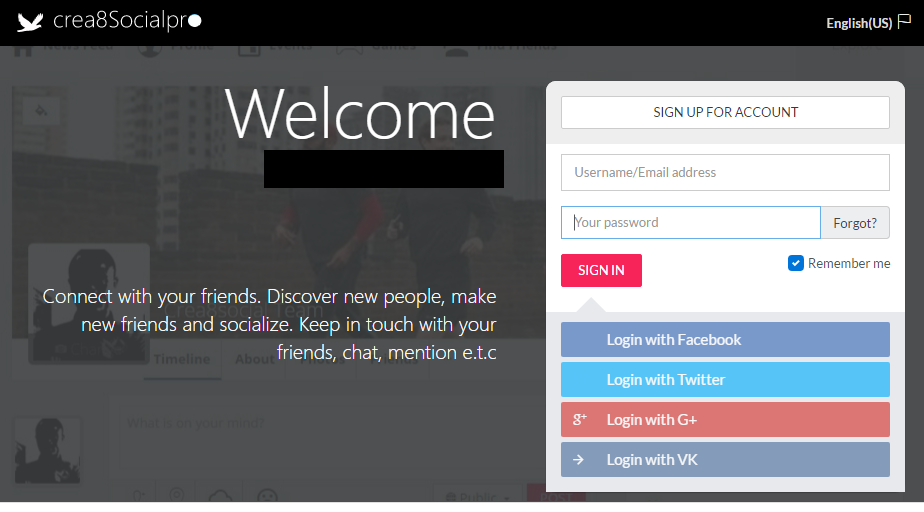 crea8Socialpro
English(US)
News Feed
Profile
Events
Games
Find Friends
Welcome
SIGN UP FOR ACCOUNT
Username/Email address
Your password
Forgot?
SIGN IN
Remember me
Connect with your friends. Discover new people, make
new friends and socialize. Keep in touch with your
friends, chat, mention e.t.c
crea8social Team
Timeline
About
Login with Facebook
Login with Twitter
g+ Login with G+
Login with VK
What is on your mind?
Public
POST